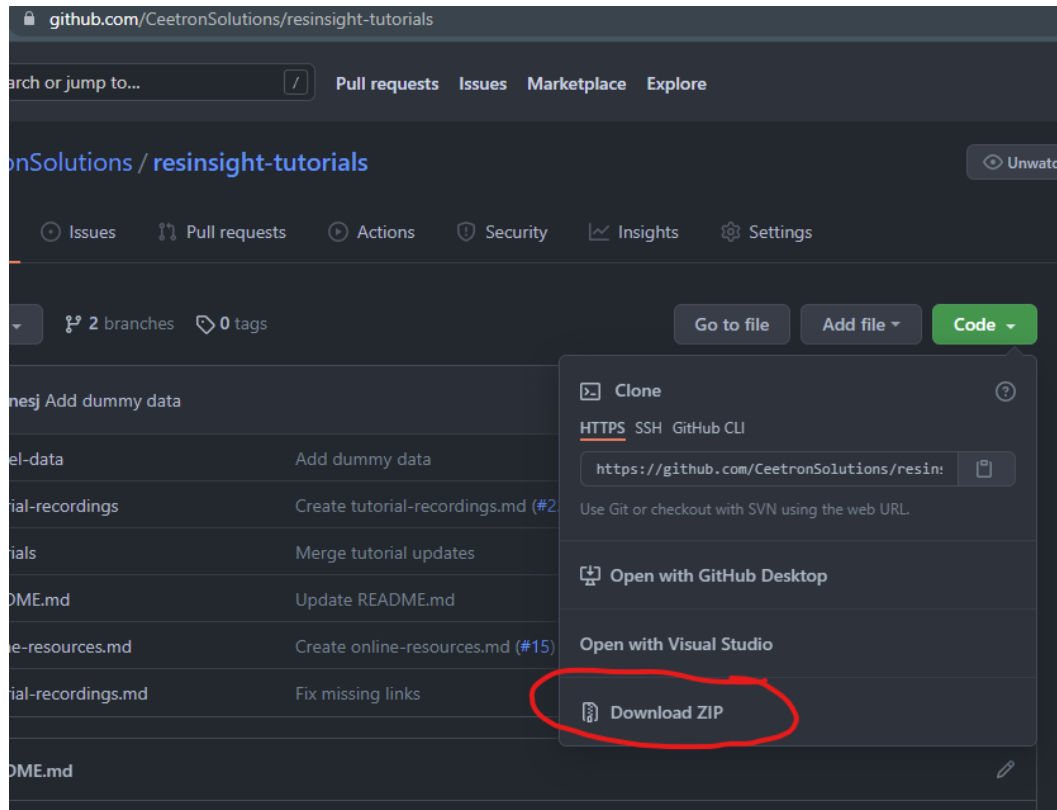 github.com/CeetronSolutions/resinsight-tutorials
arch or jump to... / Pull requests Issues Marketplace Explore
onSolutions / resinsight-tutorials Unwatc
Issues Pull requests Actions Security Insights Settings
2 branches 0 tags Go to file Add file Code
nesj Add dummy data
el-data Add dummy data
ial-recordings Create tutorial-recordings.md (#2
ials Merge tutorial updates
OME.md Update README.md
ne-resources.md Create online-resources.md (#15)
ial-recordings.md Fix missing links
OME.md
Clone
HTTPS SSH GitHub CLI
https://github.com/CeetronSolutions/resins
Use Git or checkout with SVN using the web URL.
Open with GitHub Desktop
Open with Visual Studio
Download ZIP